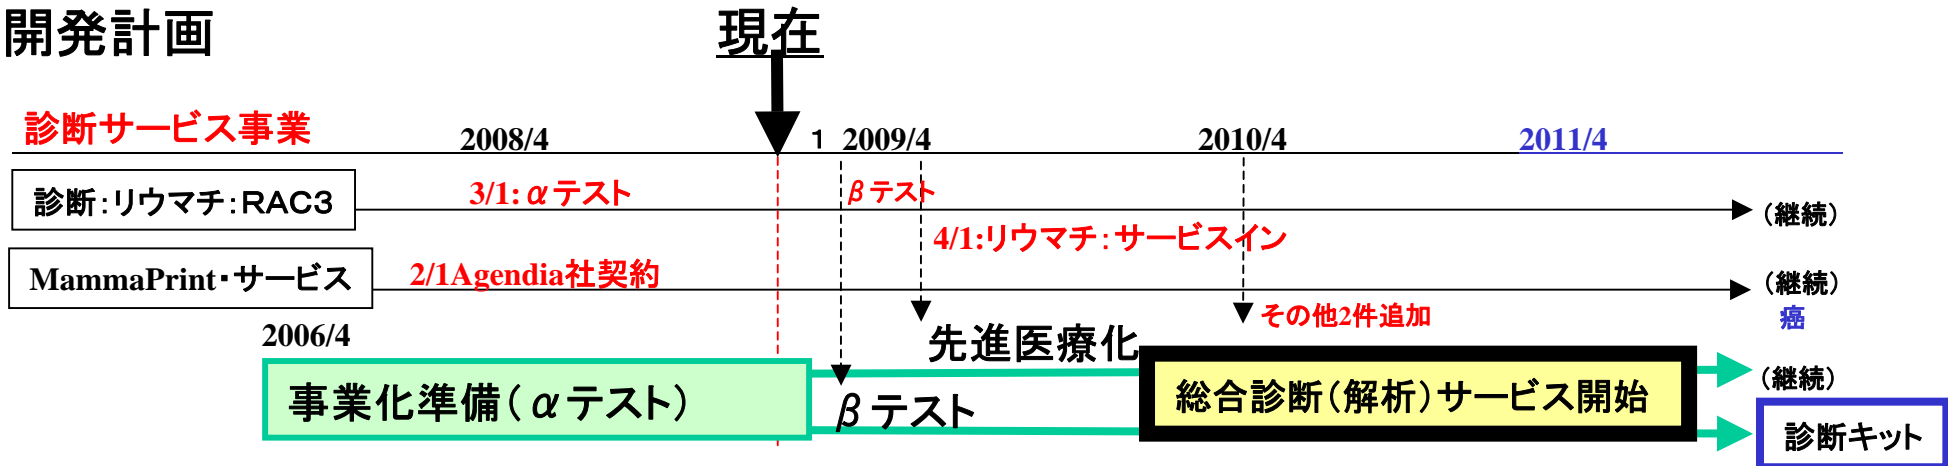 開発計画
現在
診断サービス事業
2008/4
1
2009/4
2010/4
2011/4
診断:リウマチ:RAC3
3/1:αテスト
βテスト
(継続)
4/1:リウマチ:サービスイン
MammaPrint・サービス
2/1Agendia社契約
(継続)
癌
その他2件追加
2006/4
先進医療化
事業化準備(αテスト)
βテスト
総合診断(解析)サービス開始
(継続)
診断キット